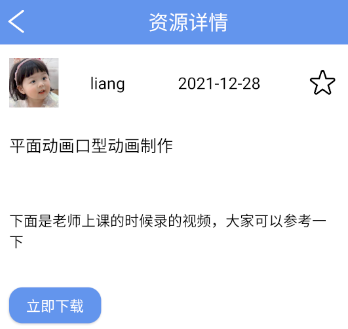 资源详情
liang 2021-12-28
平面动画口型动画制作
下面是老师上课的时候录的视频，大家可以参考一
下
立即下载